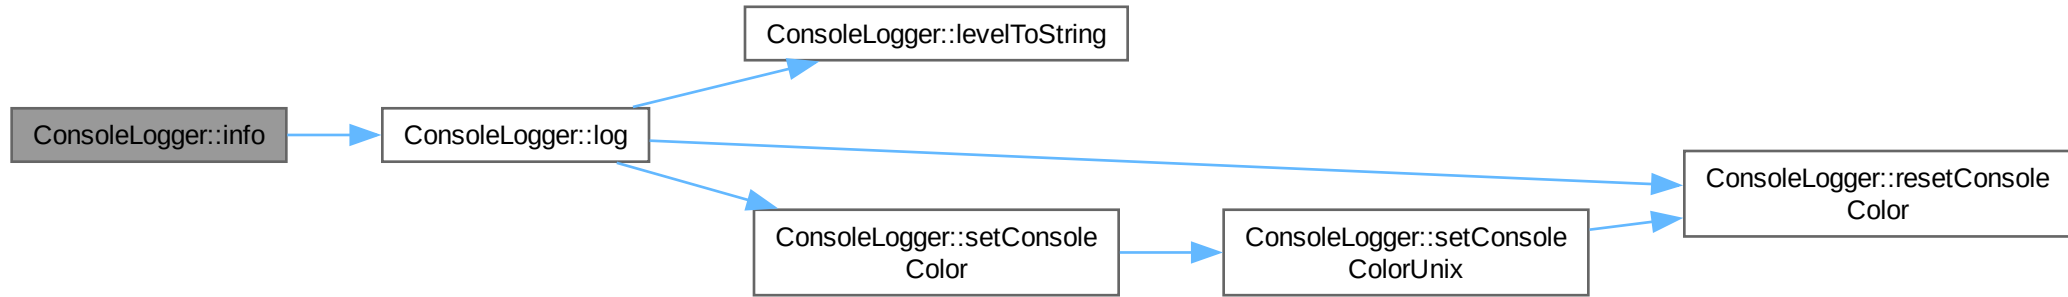 ConsoleLogger::levelToString
ConsoleLogger::info
ConsoleLogger::log
ConsoleLogger::resetConsole
Color
ConsoleLogger::setConsole
Color
ConsoleLogger::setConsole
ColorUnix